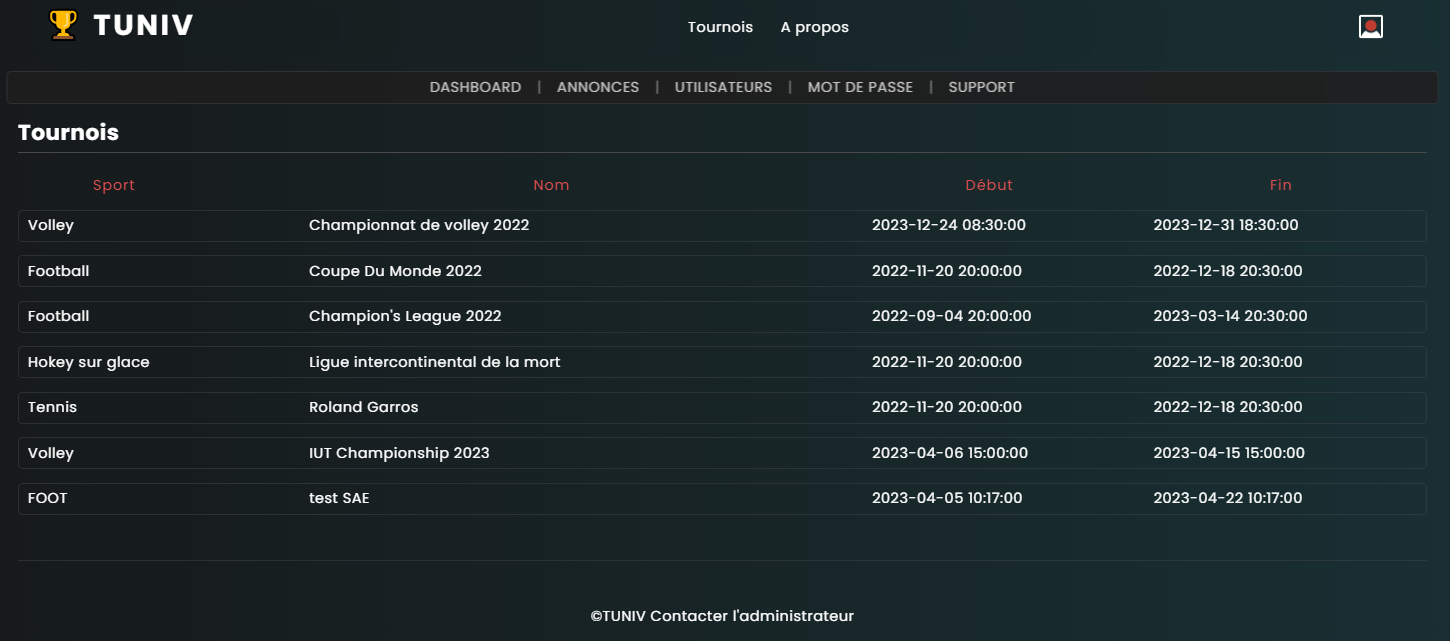 TUNIV
Tournois A propos
DASHBOARD | ANNONCES | UTILISATEURS | MOT DE PASSE | SUPPORT
Tournois
Sport Nom Début Fin
Volley Championnat de volley 2022 2023-12-24 08:30:00 2023-12-31 18:30:00
Football Coupe Du Monde 2022 2022-11-20 20:00:00 2022-12-18 20:30:00
Football Champion's League 2022 2022-09-04 20:00:00 2023-03-14 20:30:00
Hokey sur glace Ligue intercontinental de la mort 2022-11-20 20:00:00 2022-12-18 20:30:00
Tennis Roland Garros 2022-11-20 20:00:00 2022-12-18 20:30:00
Volley IUT Championship 2023 2023-04-06 15:00:00 2023-04-15 15:00:00
FOOT test SAE 2023-04-05 10:17:00 2023-04-22 10:17:00
©TUNIV Contacter l'administrateur